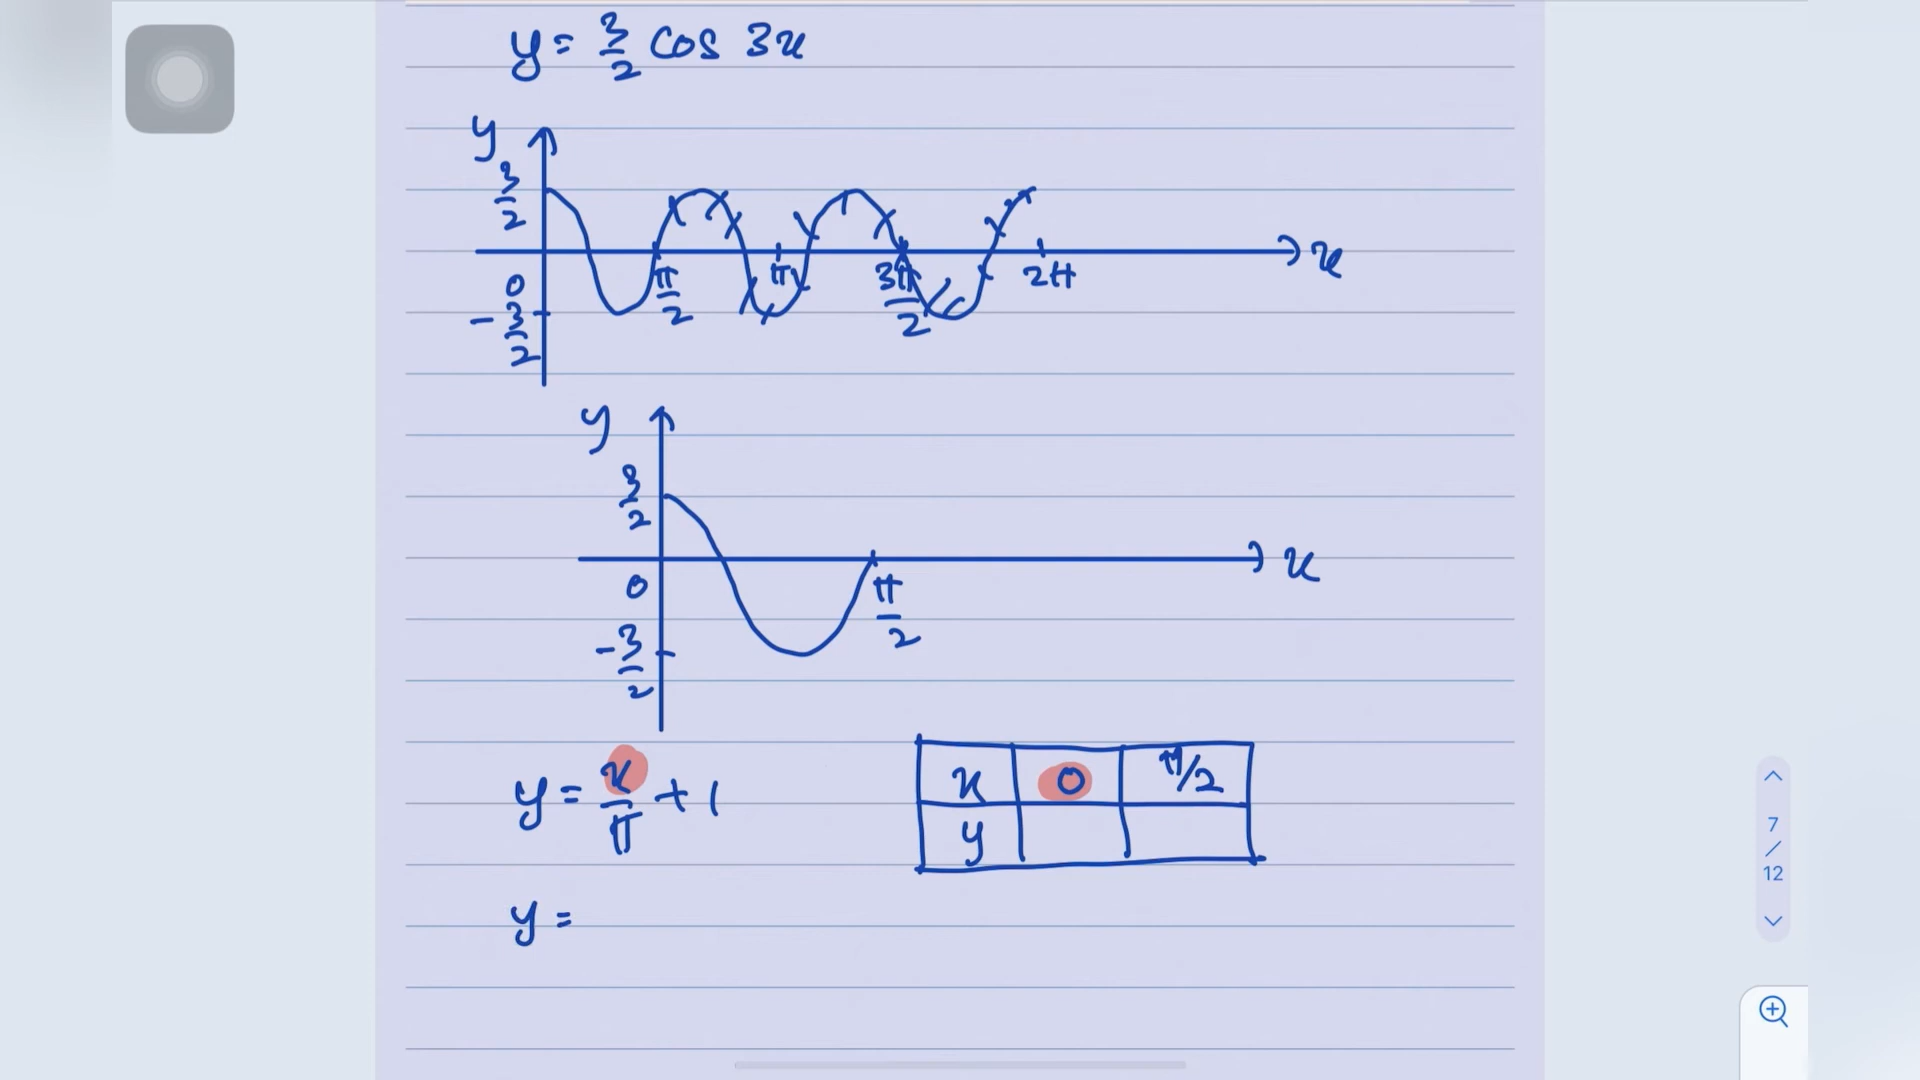 y = 3/2 cos 3x
y
3/2
0
-3/2
π/2
π
3π/2
2π
x
y
3/2
0
-3/2
π/2
x
y = x/π + 1
x 0 π/2
y
y =
7
/
12